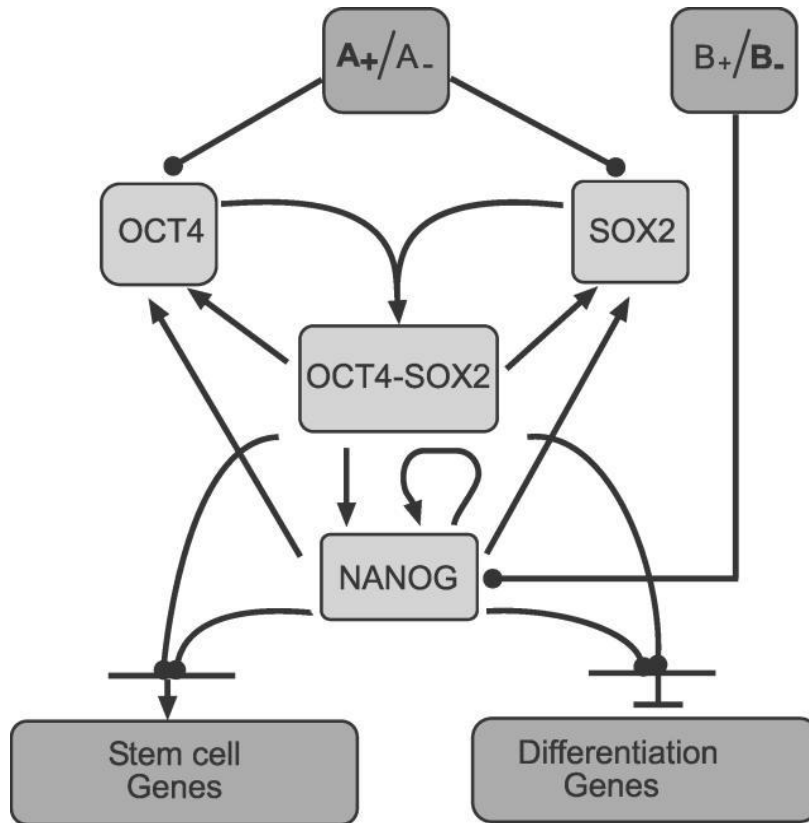 A+/A-
B+/B-
OCT4
SOX2
OCT4-SOX2
NANOG
Stem cell
Genes
Differentiation
Genes